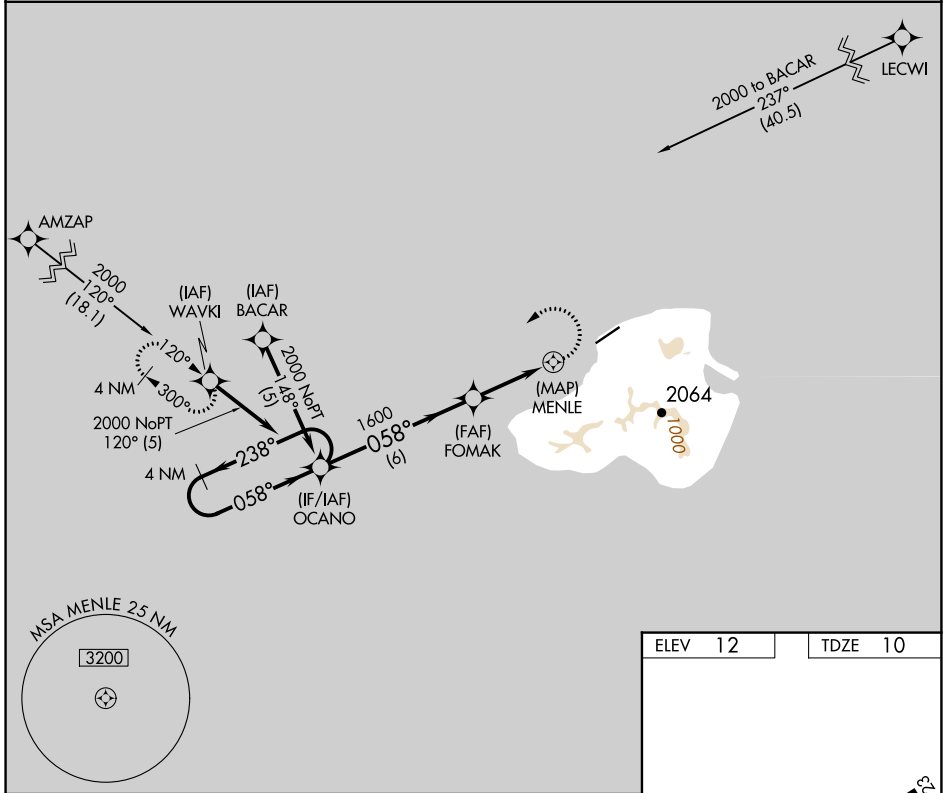 2000 to BACAR
237°
(40.5)
LECWI
AMZAP
2000
120°
(18.1)
(IAF)
WAVKI
(IAF)
BACAR
120°
300°
4 NM
2000 NoPT
148°
(5)
2000 NoPT
120° (5)
4 NM
238°
058°
(IF/IAF)
OCANO
1600
058°
(6)
(FAF)
FOMAK
(MAP)
MENLE
2064
1000
MSA MENLE 25 NM
3200
ELEV 12
TDZE 10
23